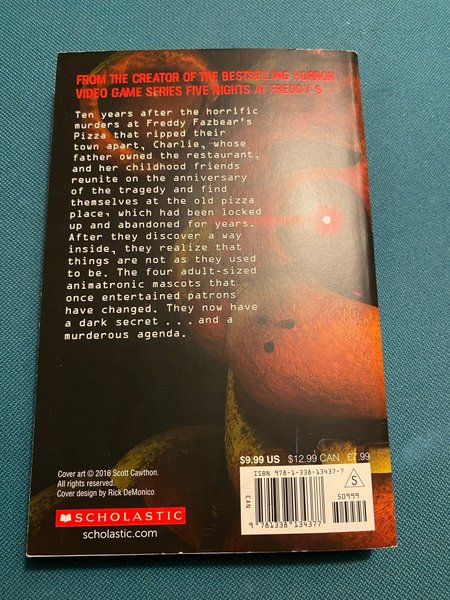 FROM THE CREATOR OF THE BESTSELLING HORROR
VIDEO GAME SERIES FIVE NIGHTS AT FREDDY'S
Ten years after the horrific
murders at Freddy Fazbear's
Pizza that ripped their
town apart, Charlie, whose
father owned the restaurant,
and her childhood friends
reunite on the anniversary
of the tragedy and find
themselves at the old pizza
place, which had been locked
up and abandoned for years.
After they discover a way
inside, they realize that
things are not as they used
to be. The four adult-sized
animatronic mascots that
once entertained patrons
have changed. They now have
a dark secret . . . and a
murderous agenda.
Cover art © 2016 Scott Cawthon.
All rights reserved.
Cover design by Rick DeMonico
SCHOLASTIC
scholastic.com
$9.99 US $12.99 CAN £7.99
ISBN 978-1-338-13437-7
S
50999
EAN
9 781338 134377